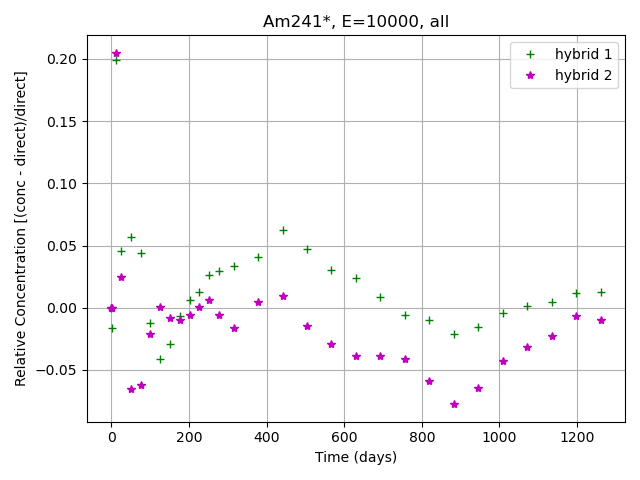 Am241*, E=10000, all
hybrid 1
hybrid 2
Relative Concentration [(conc - direct)/direct]
0.20
0.15
0.10
0.05
0.00
−0.05
0 200 400 600 800 1000 1200
Time (days)